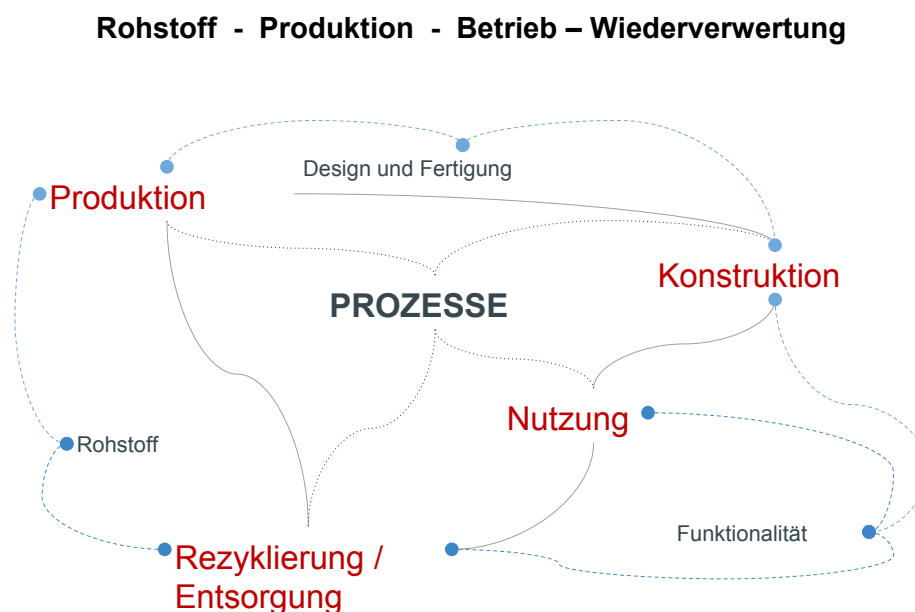 Rohstoff - Produktion - Betrieb – Wiederverwertung
Design und Fertigung
Produktion
Konstruktion
PROZESSE
Nutzung
Rohstoff
Funktionalität
Rezyklierung /
Entsorgung